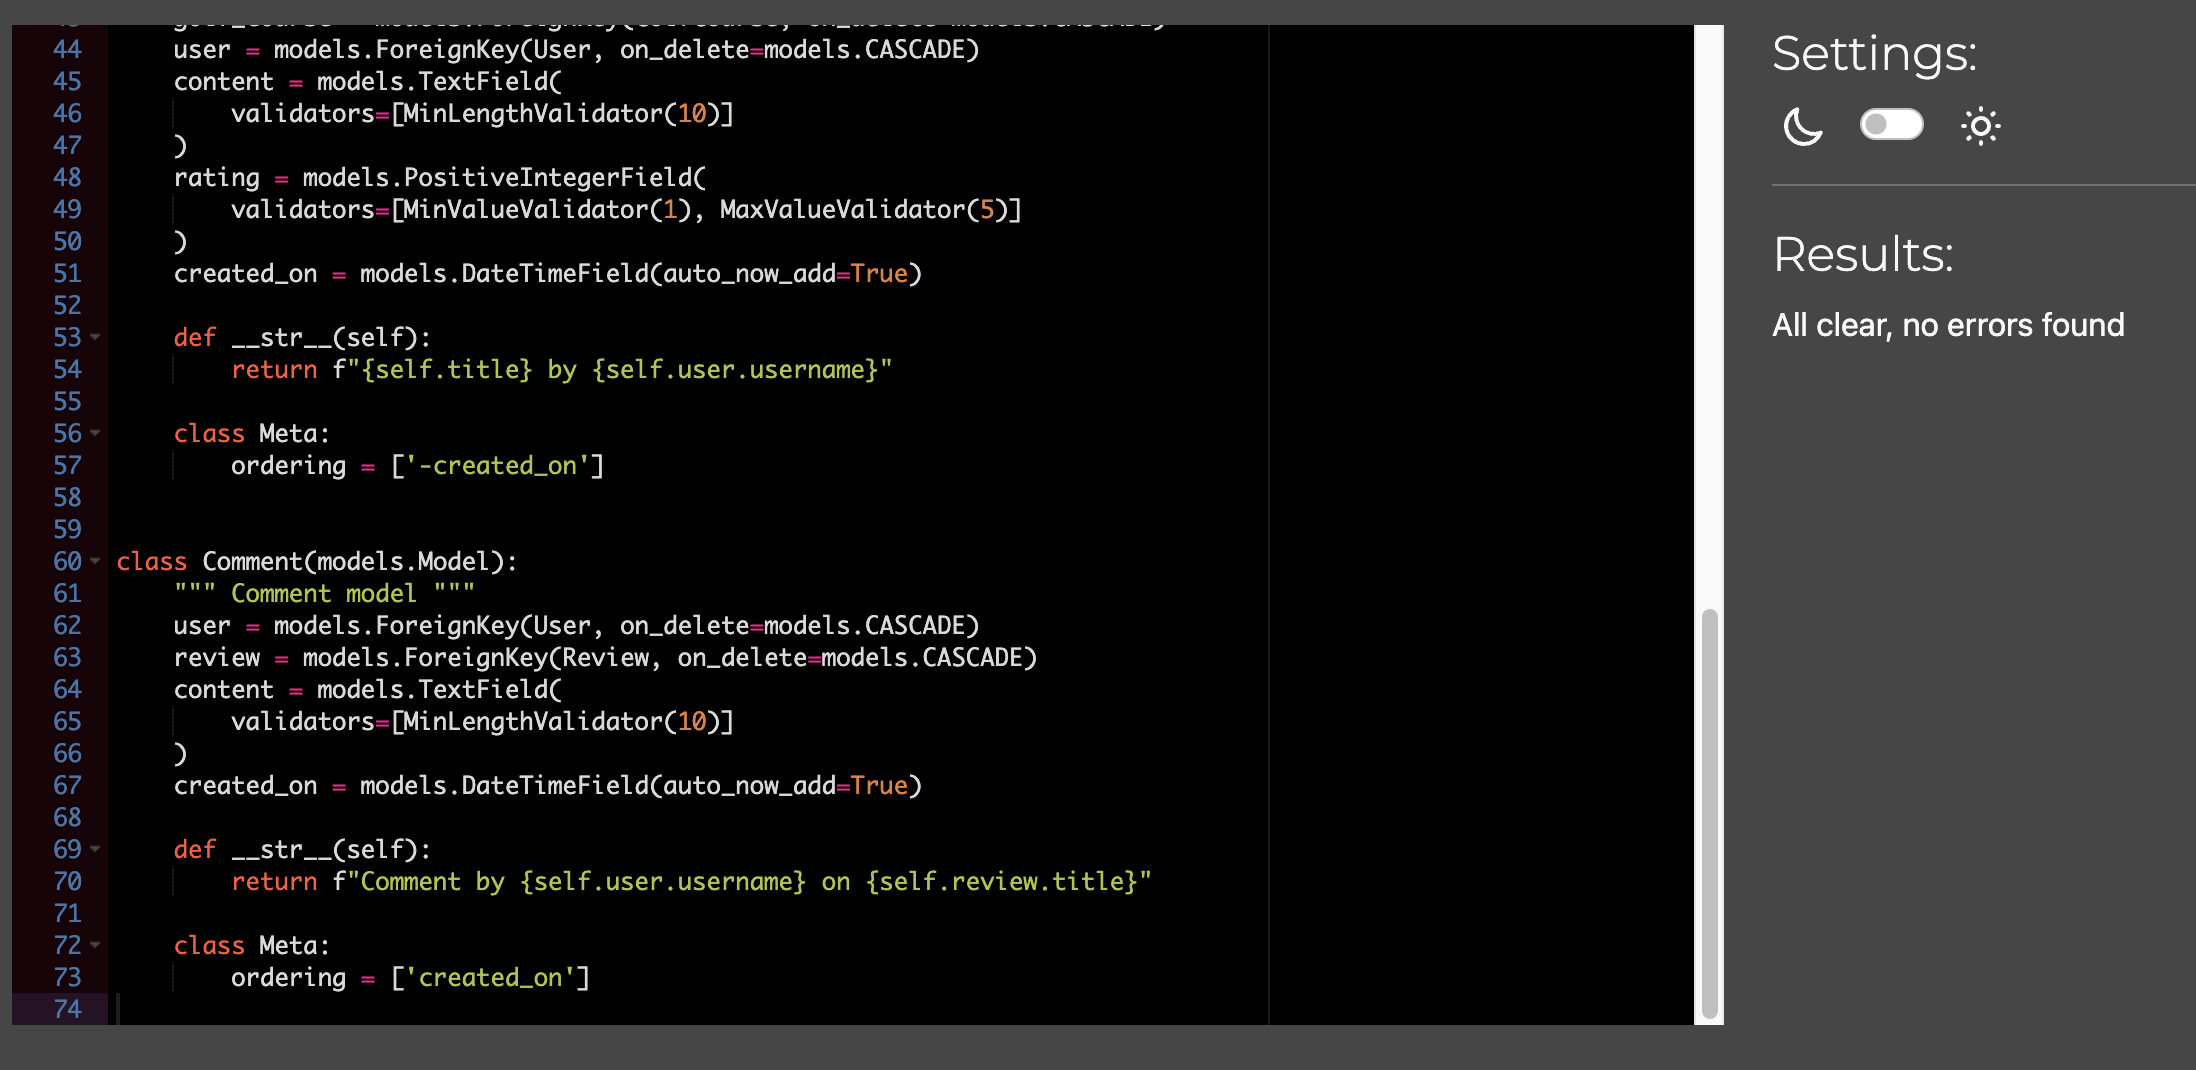 44 user = models.ForeignKey(User, on_delete=models.CASCADE)
45 content = models.TextField(
46 validators=[MinLengthValidator(10)]
47 )
48 rating = models.PositiveIntegerField(
49 validators=[MinValueValidator(1), MaxValueValidator(5)]
50 )
51 created_on = models.DateTimeField(auto_now_add=True)
52
53 def __str__(self):
54 return f"{self.title} by {self.user.username}"
55
56 class Meta:
57 ordering = ['-created_on']
58
59
60 class Comment(models.Model):
61 """ Comment model """
62 user = models.ForeignKey(User, on_delete=models.CASCADE)
63 review = models.ForeignKey(Review, on_delete=models.CASCADE)
64 content = models.TextField(
65 validators=[MinLengthValidator(10)]
66 )
67 created_on = models.DateTimeField(auto_now_add=True)
68
69 def __str__(self):
70 return f"Comment by {self.user.username} on {self.review.title}"
71
72 class Meta:
73 ordering = ['created_on']
74
Settings:
Results:
All clear, no errors found